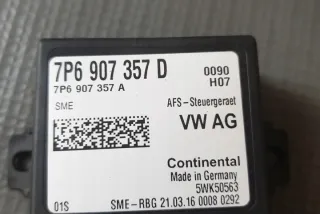 7P6 907 357 D 0090
7P6 907 357 A H07
SME AFS-Steuergeraet
VW AG
Continental
Made in Germany
5WK50563
01S SME-RBG 21.03.16 0008 0292